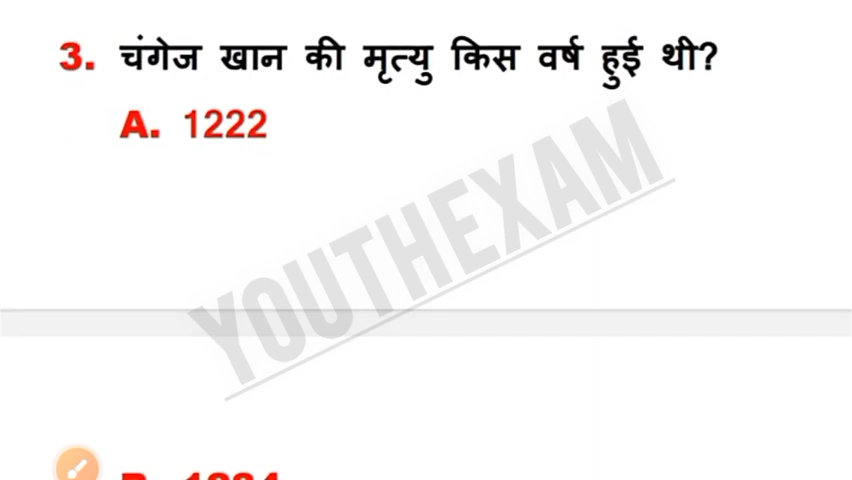 3. चंगेज खान की मृत्यु किस वर्ष हुई थी?
A. 1222
YOUTHEXAM